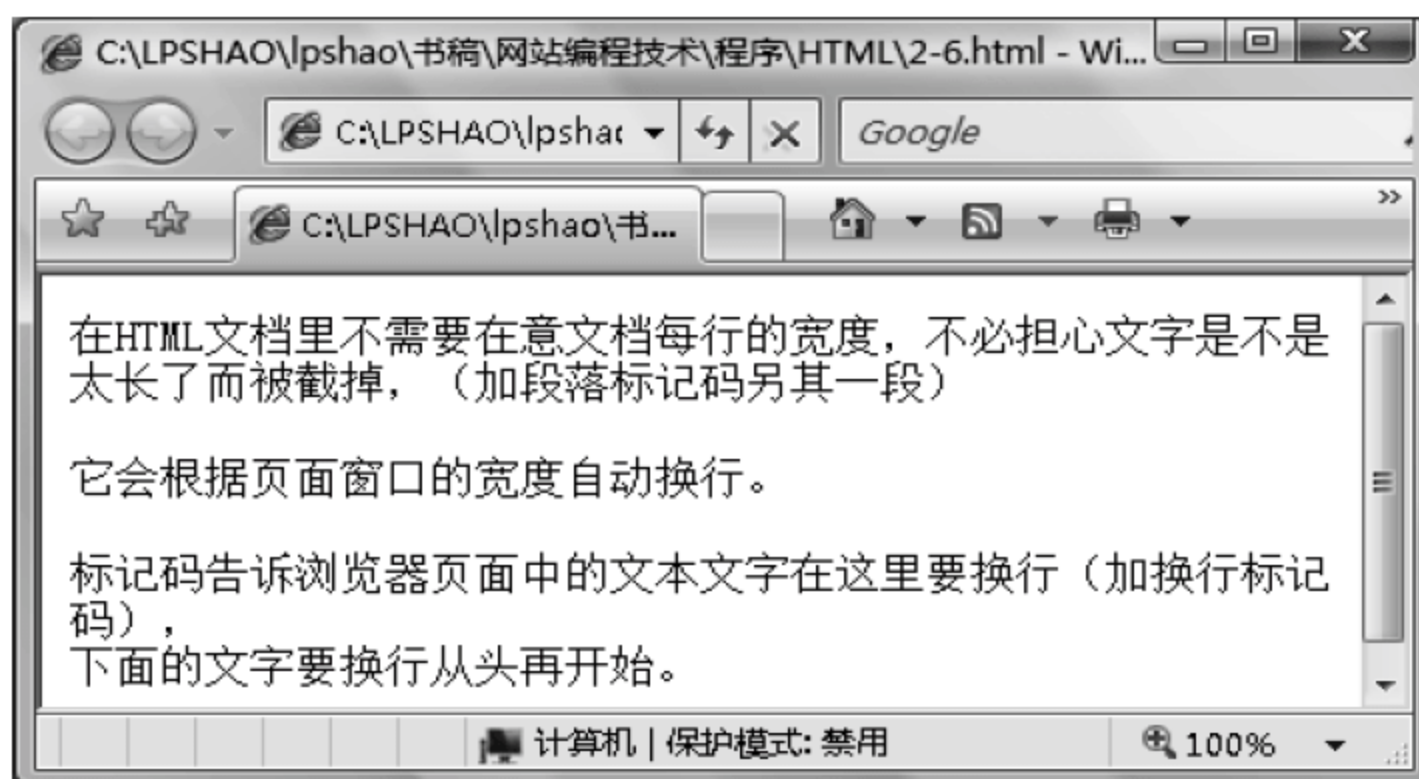 C:\LPSHAO\lpshao\书稿\网站编程技术\程序\HTML\2-6.html - Wi...
C:\LPSHAO\lpshac
Google
C:\LPSHAO\lpshao\书...
在HTML文档里不需要在意文档每行的宽度，不必担心文字是不是
太长了而被截掉，（加段落标记码另其一段）
它会根据页面窗口的宽度自动换行。
标记码告诉浏览器页面中的文本文字在这里要换行（加换行标记
码），
下面的文字要换行从头再开始。
计算机 | 保护模式: 禁用
100%